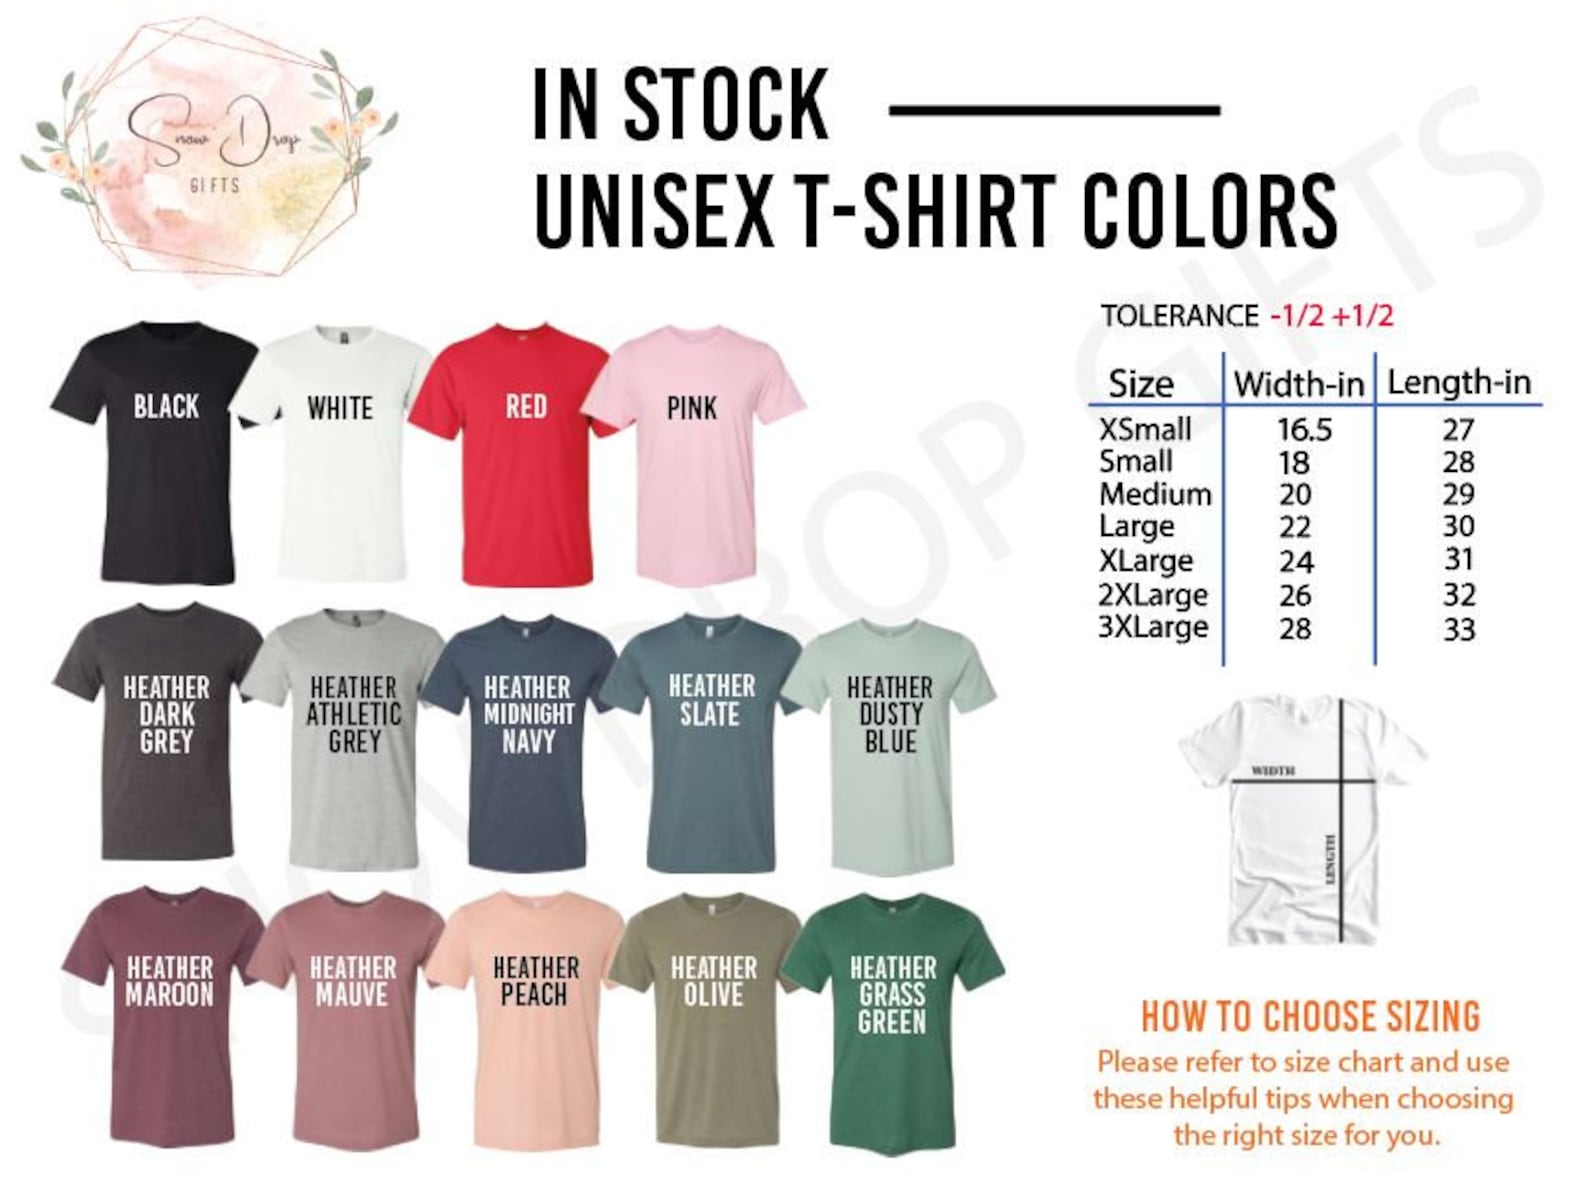 Snow Drop
GIFTS
IN STOCK
UNISEX T-SHIRT COLORS
BLACK
WHITE
RED
PINK
HEATHER
DARK
GREY
HEATHER
ATHLETIC
GREY
HEATHER
MIDNIGHT
NAVY
HEATHER
SLATE
HEATHER
DUSTY
BLUE
HEATHER
MAROON
HEATHER
MAUVE
HEATHER
PEACH
HEATHER
OLIVE
HEATHER
GRASS
GREEN
TOLERANCE -1/2 +1/2
Size Width-in Length-in
XSmall 16.5 27
Small 18 28
Medium 20 29
Large 22 30
XLarge 24 31
2XLarge 26 32
3XLarge 28 33
WIDTH
LENGTH
HOW TO CHOOSE SIZING
Please refer to size chart and use
these helpful tips when choosing
the right size for you.
SNOW DROP GIFTS